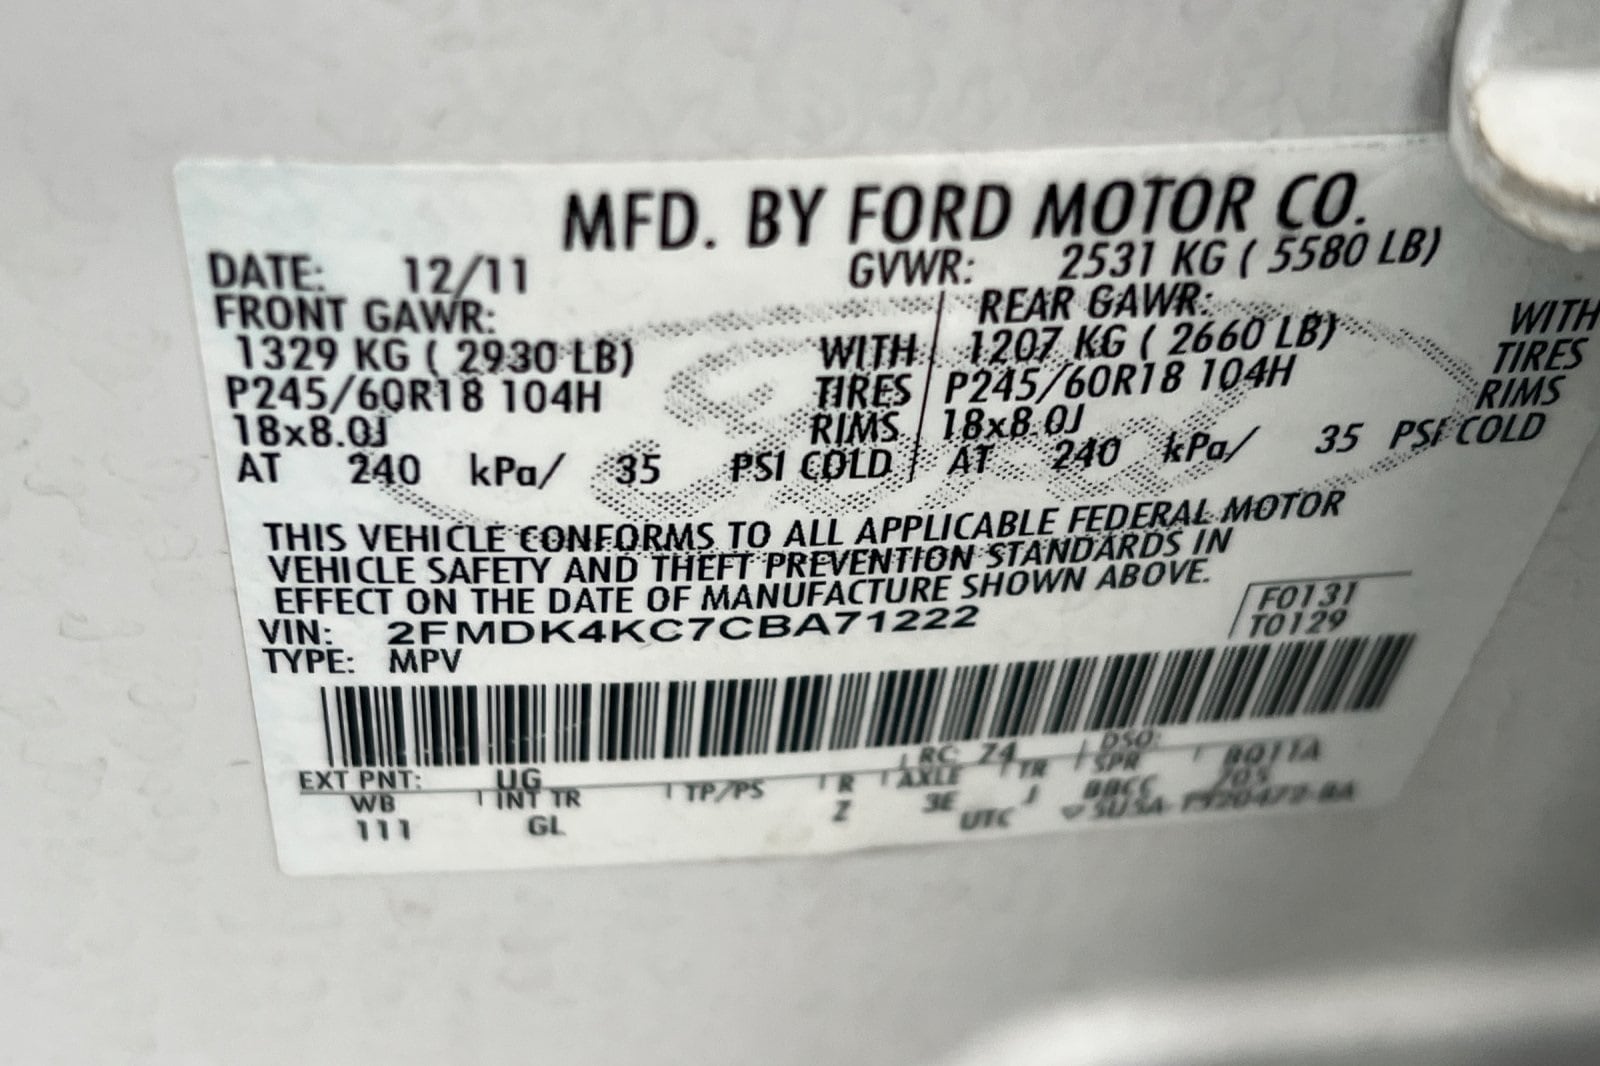 MFD. BY FORD MOTOR CO.
DATE: 12/11 GVWR: 2531 KG ( 5580 LB)
FRONT GAWR: REAR GAWR:
1329 KG ( 2930 LB) WITH 1207 KG ( 2660 LB) WITH
P245/60R18 104H TIRES P245/60R18 104H TIRES
18x8.0J RIMS 18x8.0J RIMS
AT 240 kPa/ 35 PSI COLD AT 240 kPa/ 35 PSI COLD
THIS VEHICLE CONFORMS TO ALL APPLICABLE FEDERAL MOTOR
VEHICLE SAFETY AND THEFT PREVENTION STANDARDS IN
EFFECT ON THE DATE OF MANUFACTURE SHOWN ABOVE.
VIN: 2FMDK4KC7CBA71222 F0131
TYPE: MPV T0129
EXT PNT: UG RC: 74 DSO:
WB INT TR TP/PS R AXLE TR SPR
111 GL Z 3E J
UTC